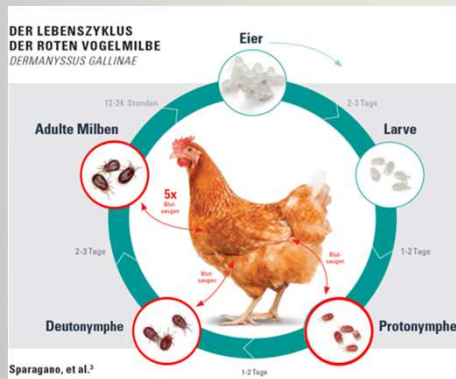 DER LEBENSZYKLUS
DER ROTEN VOGELMILBE
DERMANYSSUS GALLINAE
Eier
12-24 Stunden
2-3 Tage
Adulte Milben
Larve
5x
Blut-
saugen
2-3 Tage
1-2 Tage
Blut-
saugen
Blut-
saugen
Deutonymphe
Protonymphe
1-2 Tage
Sparagano, et al.³